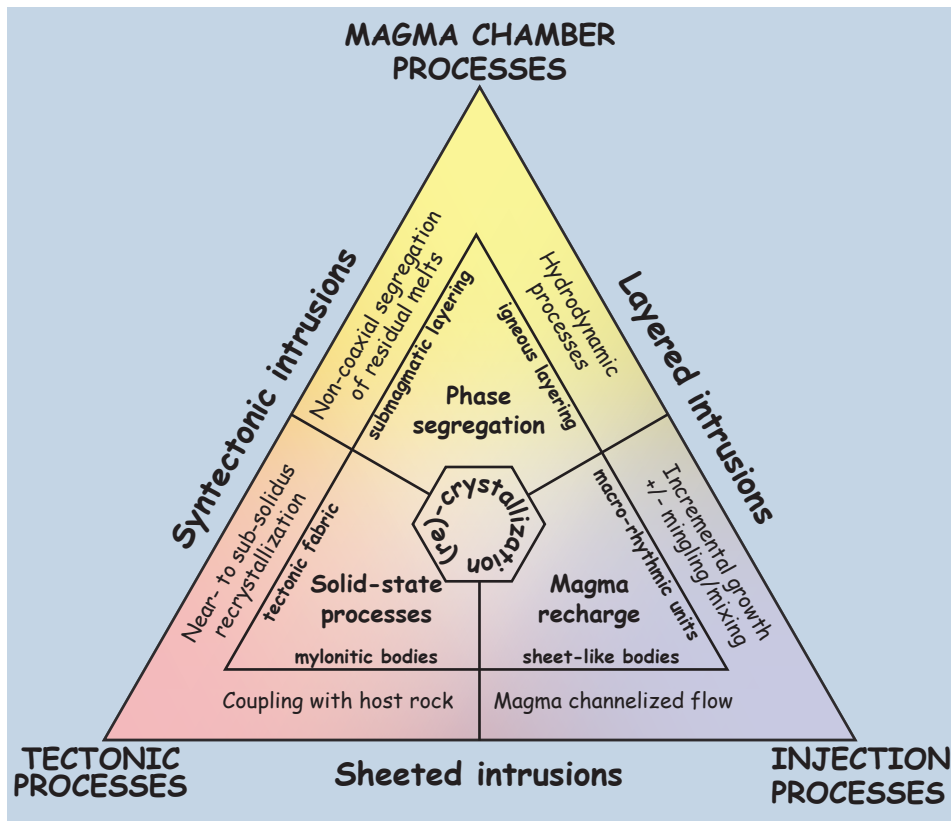 MAGMA CHAMBER
PROCESSES
Syntectonic intrusions
Layered intrusions
Non-coaxial segregation
of residual melts
Hydrodynamic
processes
submagmatic layering
igneous layering
Phase
segregation
(re)-crystallization
Near- to sub-solidus
recrystallization
tectonic fabric
macro-rhythmic units
Incremental growth
+/- mingling/mixing
Solid-state
processes
Magma
recharge
mylonitic bodies
sheet-like bodies
Coupling with host rock
Magma channelized flow
TECTONIC
PROCESSES
Sheeted intrusions
INJECTION
PROCESSES